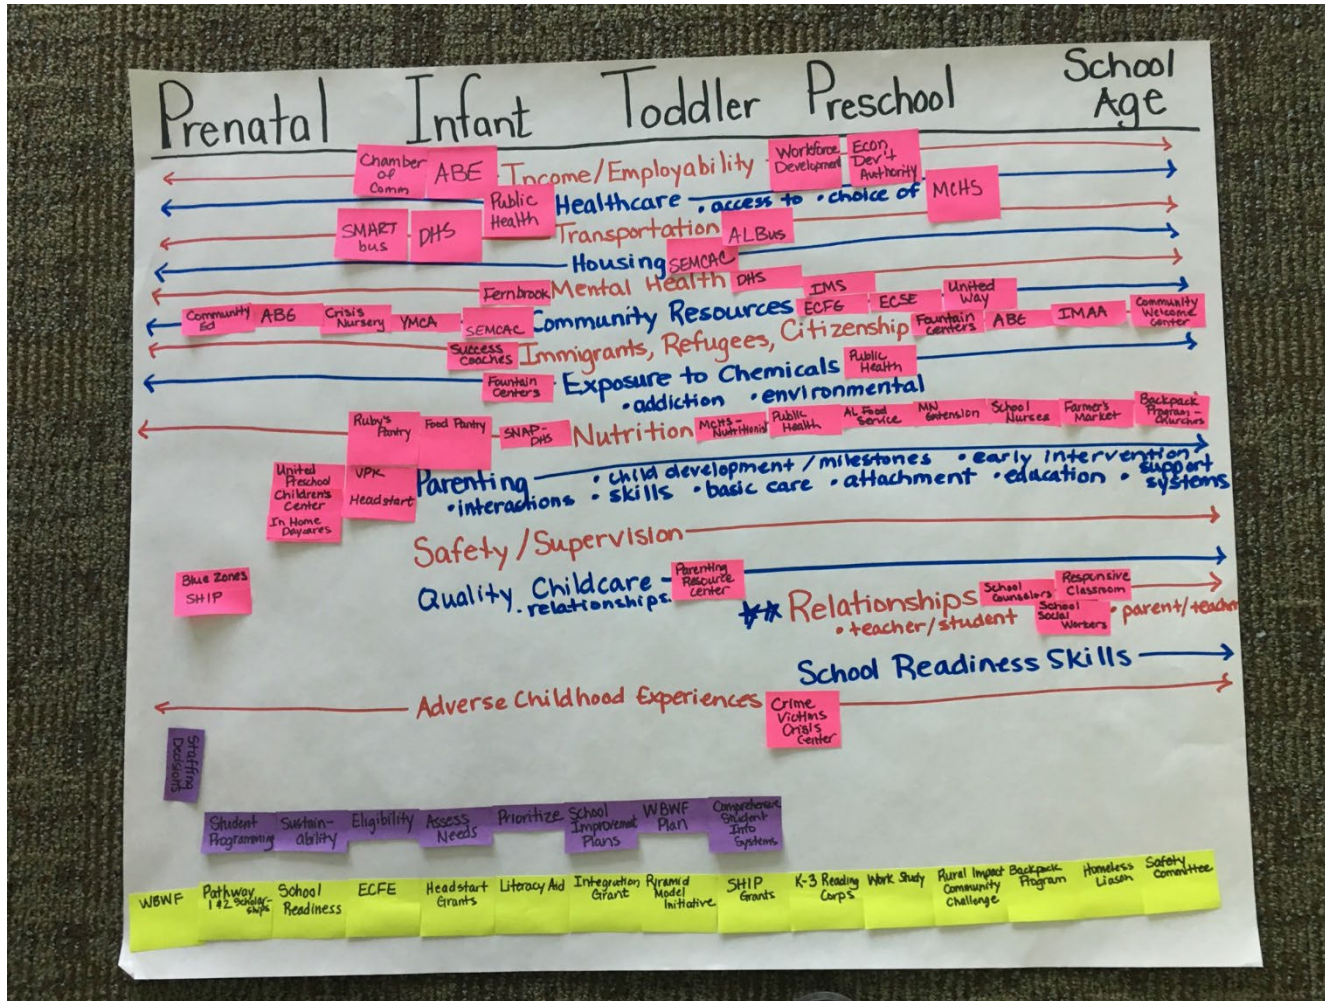 Prenatal Infant Toddler Preschool School
Age
Chamber
of
Comm
ABE
Income/Employability
Workforce
Development
Econ
Dev't
Authority
Public
Health
Healthcare
• access to • choice of
MCHS
SMART
bus
DHS
Transportation
ALBus
Housing
SEMCAC
Fernbrook
Mental Health
DHS
IMS
Community
Ed
ABE
Crisis
Nursery
YMCA
SEMCAC
Community Resources
ECFE
ECSE
United
Way
Success
Coaches
Immigrants, Refugees, Citizenship
Fountain
Centers
ABE
IMAA
Community
Welcome
Center
Fountain
Centers
Exposure to Chemicals
• addiction • environmental
Public
Health
Ruby's
Pantry
Food Pantry
SNAP-
DHS
Nutrition
MCHS-
Nutritionist
Public
Health
AL Food
Service
MN
Extension
School
Nurses
Farmer's
Market
Backpack
Program-
Churches
United
Preschool
Children's
Center
In Home
Daycares
VPK
Headstart
Parenting
• child development / milestones • early intervention
• interactions • skills • basic care • attachment • education • support
systems
Safety / Supervision
Blue Zones
SHIP
Quality Childcare
• relationships
Parenting
Resource
Center
** Relationships
• teacher/student
School
Counselors
Responsive
Classroom
School
Social
Workers
• parent/teacher
School Readiness Skills
Adverse Childhood Experiences
Crime
Victims
Crisis
Center
Staffing
Decisions
Student
Programming
Sustain-
ability
Eligibility
Assess
Needs
Prioritize
School
Improvement
Plans
WBWF
Plan
Comprehensive
Student
Info
Systems
WBWF
Pathway
1 & 2 Scholar-
ships
School
Readiness
ECFE
Headstart
Grants
Literacy Aid
Integration
Grant
Pyramid
Model
Initiative
SHIP
Grants
K-3 Reading
Corps
Work Study
Rural Impact
Community
Challenge
Backpack
Program
Homeless
Liason
Safety
Committee